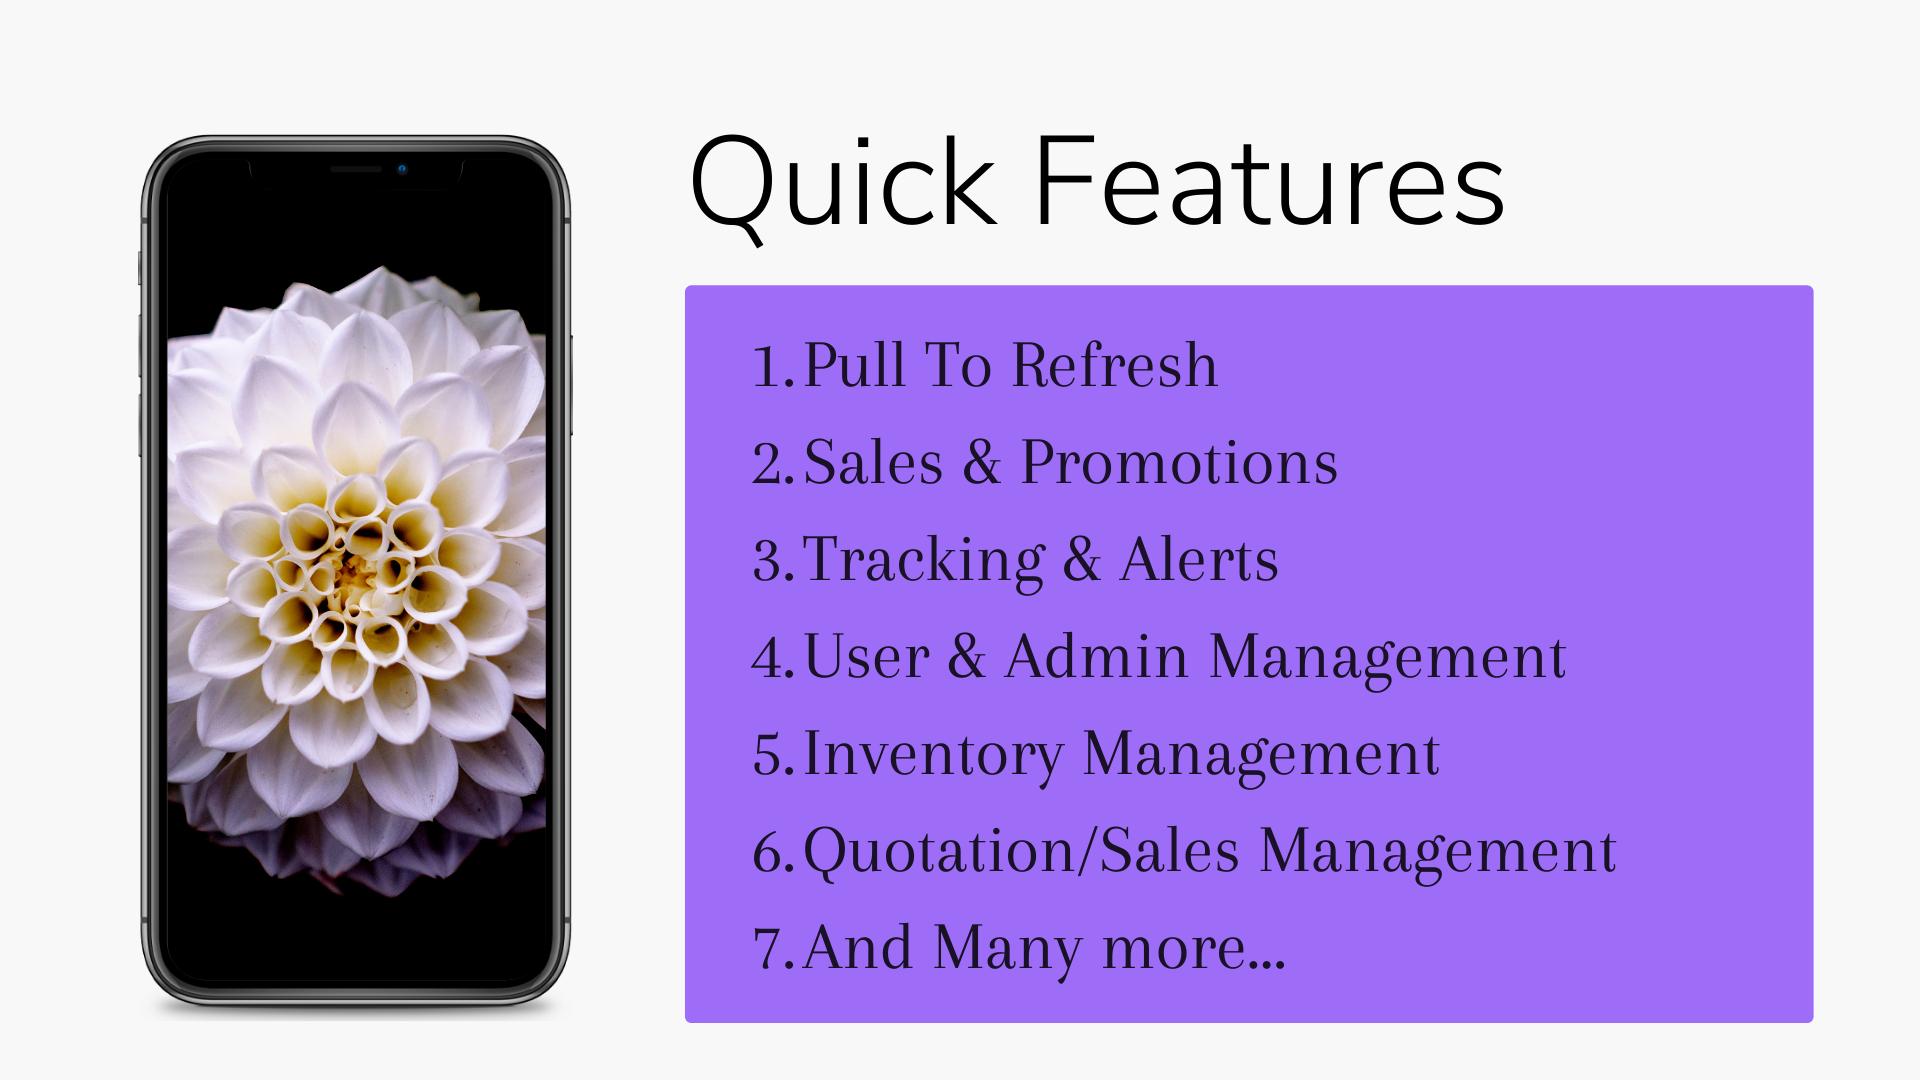 Quick Features
1. Pull To Refresh
2. Sales & Promotions
3. Tracking & Alerts
4. User & Admin Management
5. Inventory Management
6. Quotation/Sales Management
7. And Many more...